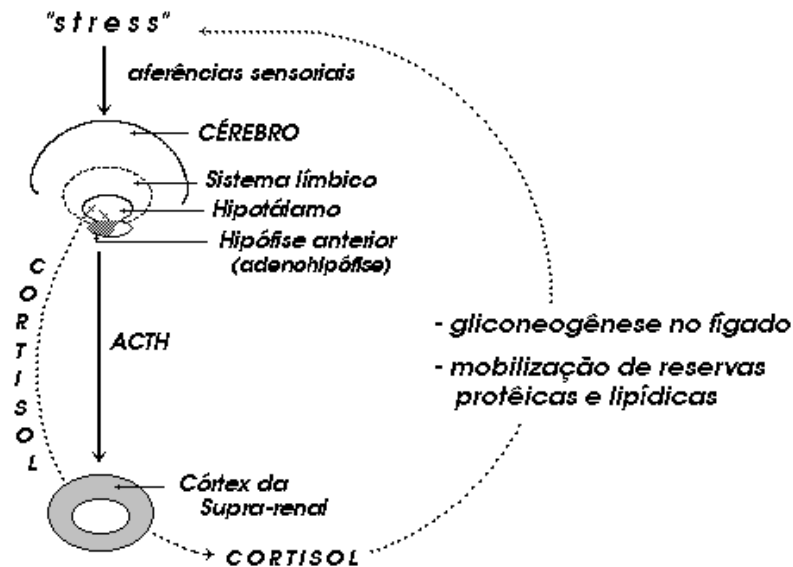 "stress"
aferências sensoriais
CÉREBRO
Sistema límbico
Hipotálamo
Hipófise anterior
(adenohipófise)
CORTISOL
ACTH
- gliconeogênese no fígado
- mobilização de reservas
protêicas e lipídicas
Córtex da
Supra-renal
CORTISOL